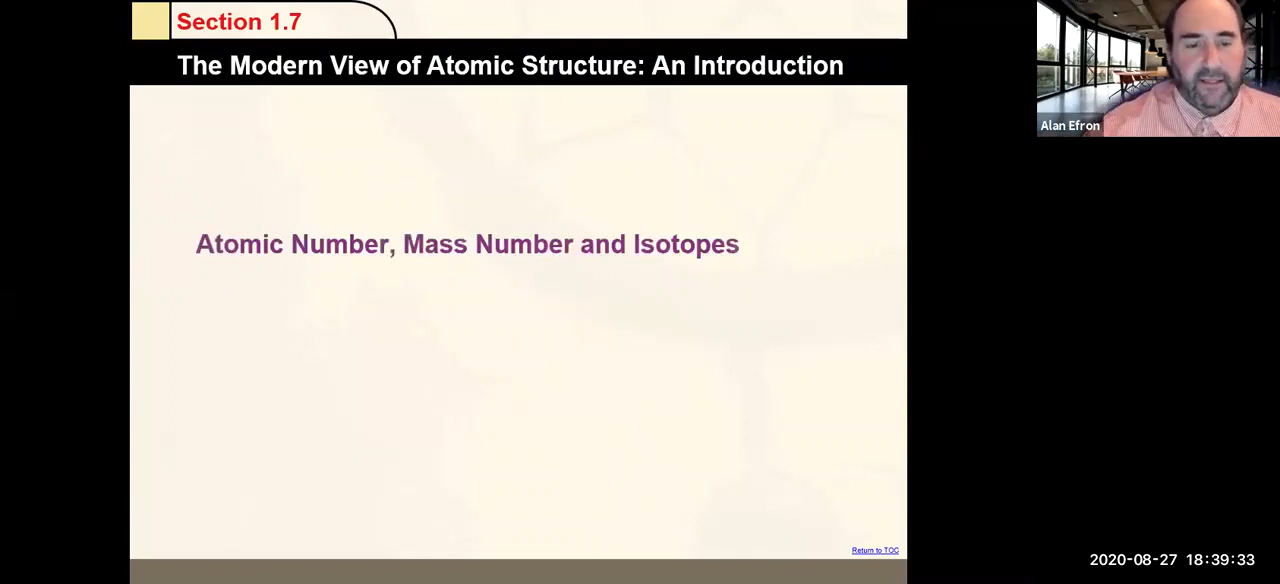 Section 1.7
The Modern View of Atomic Structure: An Introduction
Alan Efron
Atomic Number, Mass Number and Isotopes
Return to TOC
2020-08-27 18:39:33